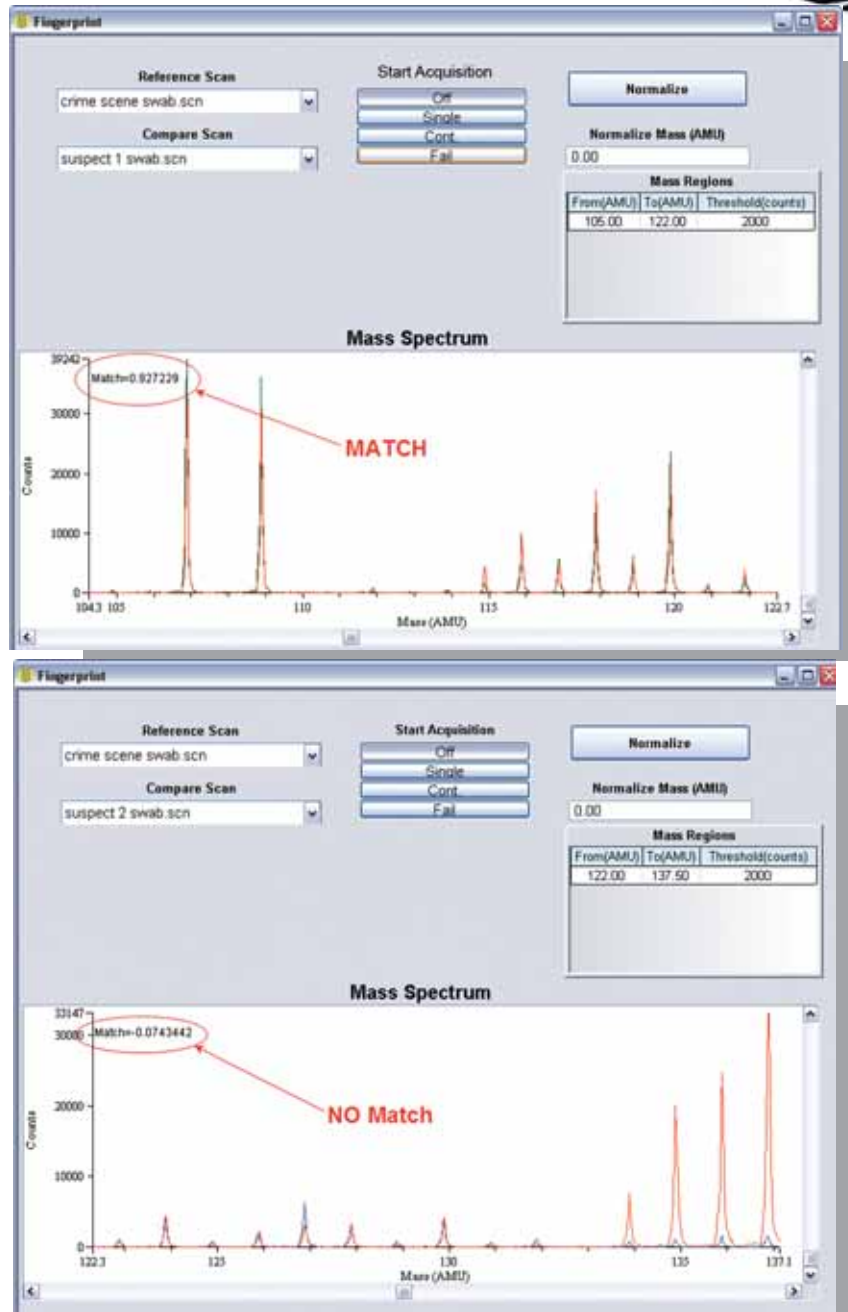 Fingerprint
Reference Scan
crime scene swab.scn
Compare Scan
suspect 1 swab.scn
Start Acquisition
Off
Single
Cont.
Fail
Normalize
Normalize Mass (AMU)
0.00
Mass Regions
From(AMU) To(AMU) Threshold(counts)
105.00 122.00 2000
Mass Spectrum
39242
Match=0.927229
MATCH
30000
20000
10000
0
Counts
104.3 105 110 115 120 122.7
Mass (AMU)
Fingerprint
Reference Scan
crime scene swab.scn
Compare Scan
suspect 2 swab.scn
Start Acquisition
Off
Single
Cont.
Fail
Normalize
Normalize Mass (AMU)
0.00
Mass Regions
From(AMU) To(AMU) Threshold(counts)
122.00 137.50 2000
Mass Spectrum
33147
30000
Match=-0.0743442
NO Match
20000
10000
0
Counts
122.3 125 130 135 137.1
Mass (AMU)